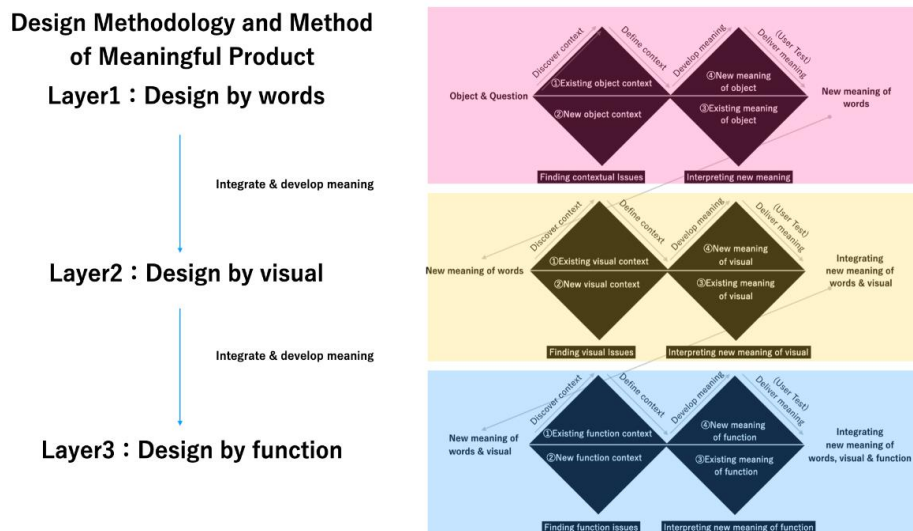 Design Methodology and Method
of Meaningful Product
Layer1：Design by words
Integrate & develop meaning
Layer2：Design by visual
Integrate & develop meaning
Layer3：Design by function
Discover context
Define context
Develop meaning
(User Test)
Deliver meaning
Object & Question
①Existing object context
②New object context
④New meaning
of object
③Existing meaning
of object
New meaning of
words
Finding contextual Issues
Interpreting new meaning
Discover context
Define context
Develop meaning
(User Test)
Deliver meaning
New meaning of words
①Existing visual context
②New visual context
④New meaning
of visual
③Existing meaning
of visual
Integrating
new meaning of
words & visual
Finding visual Issues
Interpreting new meaning of visual
Discover context
Define context
Develop meaning
(User Test)
Deliver meaning
New meaning of
words & visual
①Existing function context
②New function context
④New meaning
of function
③Existing meaning
of function
Integrating
new meaning of
words, visual & function
Finding function issues
Interpreting new meaning of function